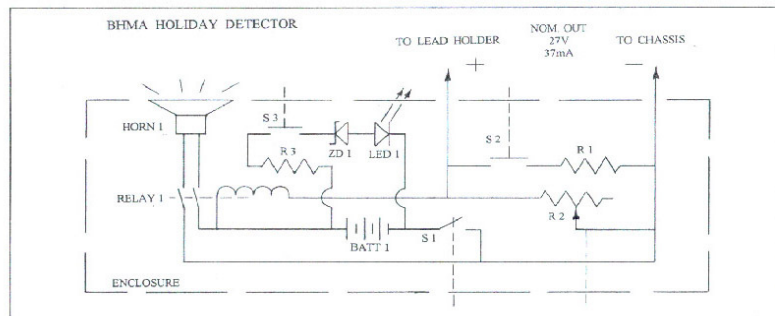 BHMA HOLIDAY DETECTOR
TO LEAD HOLDER
NOM. OUT
27V
37mA
TO CHASSIS
+
−
HORN 1
S 3
ZD 1
LED 1
S 2
R 1
R 3
RELAY 1
R 2
BATT 1
S 1
ENCLOSURE